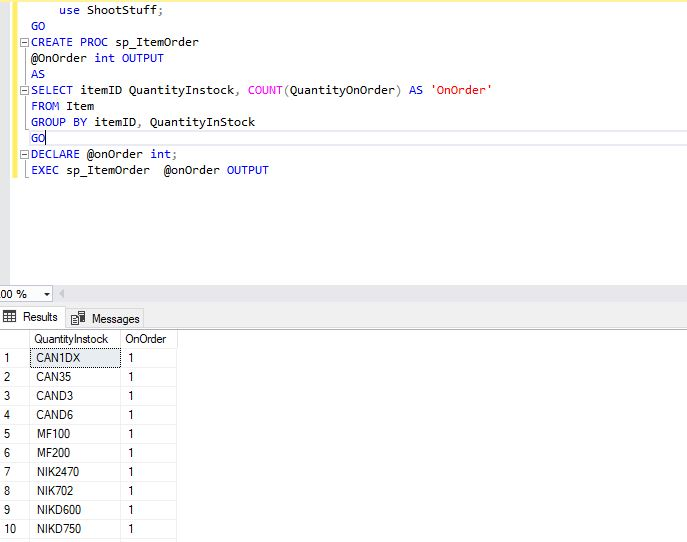 use ShootStuff;
GO
CREATE PROC sp_ItemOrder
@OnOrder int OUTPUT
AS
SELECT itemID QuantityInstock, COUNT(QuantityOnOrder) AS 'OnOrder'
FROM Item
GROUP BY itemID, QuantityInStock
GO
DECLARE @onOrder int;
EXEC sp_ItemOrder @onOrder OUTPUT
00 %
Results Messages
QuantityInstock OnOrder
1 CAN1DX 1
2 CAN35 1
3 CAND3 1
4 CAND6 1
5 MF100 1
6 MF200 1
7 NIK2470 1
8 NIK702 1
9 NIKD600 1
10 NIKD750 1